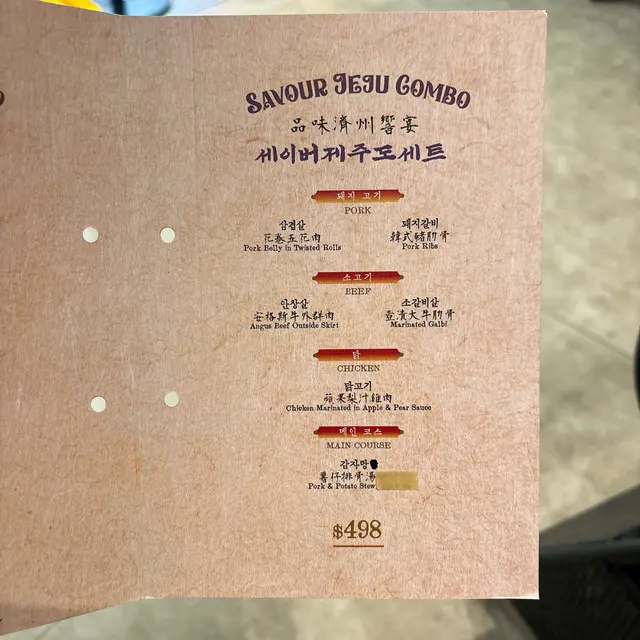 SAVOUR JEJU COMBO
品味濟州饗宴
세이버제주도세트
돼지 고기
PORK
삼겹살
花卷五花肉
Pork Belly in Twisted Rolls
돼지갈비
韓式豬肋骨
Pork Ribs
소고기
BEEF
안창살
安格斯牛外群肉
Angus Beef Outside Skirt
소갈비살
壺漬大牛肋骨
Marinated Galbi
닭
CHICKEN
닭고기
蘋果梨汁雞肉
Chicken Marinated in Apple & Pear Sauce
메인 코스
MAIN COURSE
감자탕
薯仔排骨湯
Pork & Potato Stew
$498